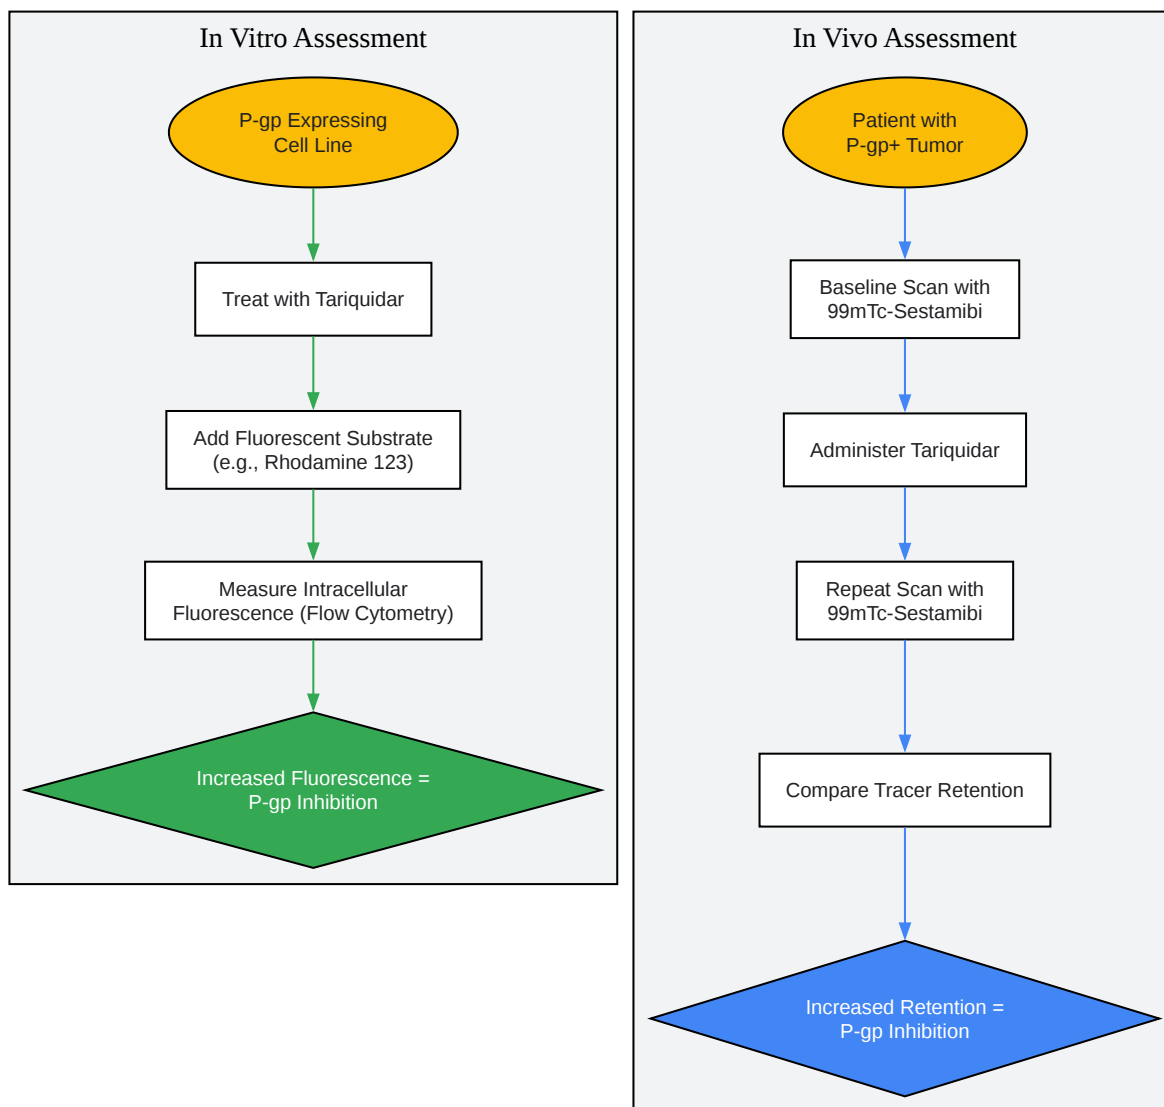 In Vitro Assessment
P-gp Expressing
Cell Line
Treat with Tariquidar
Add Fluorescent Substrate
(e.g., Rhodamine 123)
Measure Intracellular
Fluorescence (Flow Cytometry)
Increased Fluorescence =
P-gp Inhibition
In Vivo Assessment
Patient with
P-gp+ Tumor
Baseline Scan with
99mTc-Sestamibi
Administer Tariquidar
Repeat Scan with
99mTc-Sestamibi
Compare Tracer Retention
Increased Retention =
P-gp Inhibition